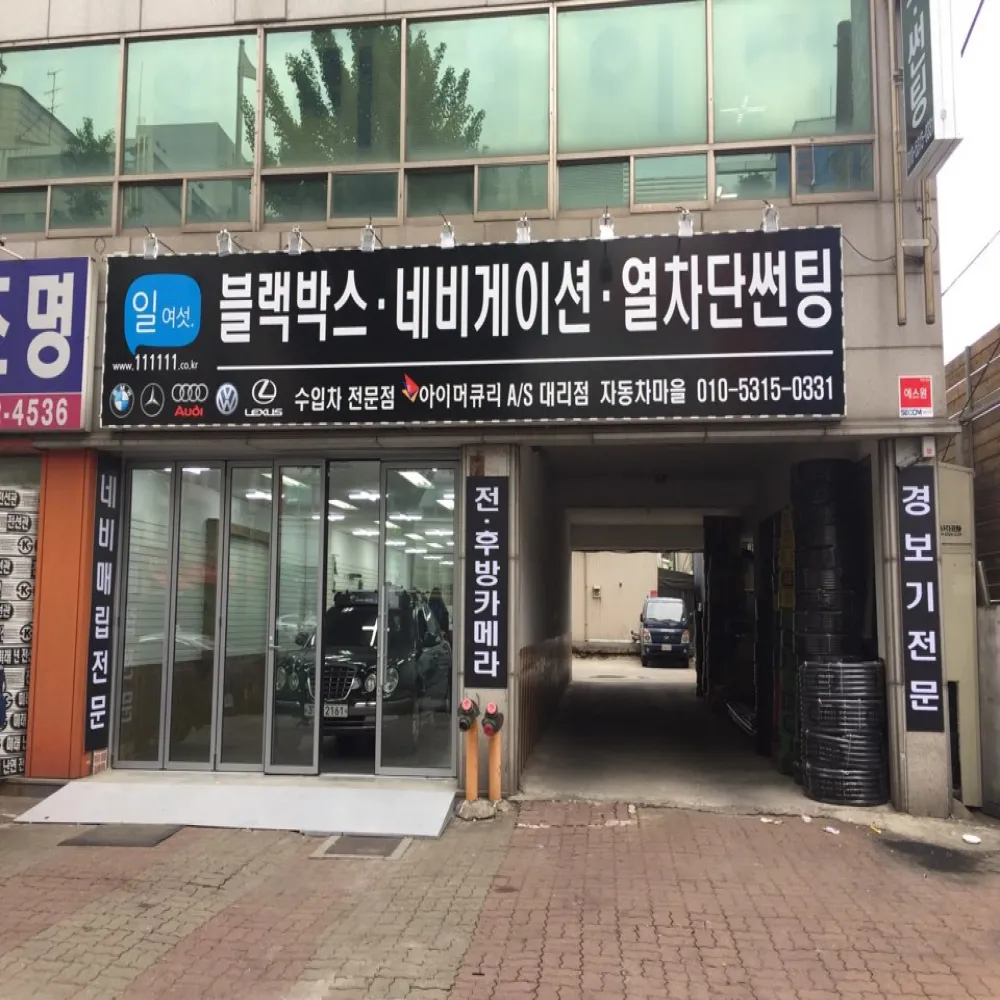 일여섯.
블랙박스·네비게이션·열차단썬팅
www.111111.co.kr
Audi
LEXUS
수입차 전문점 아이머큐리 A/S 대리점 자동차마을 010-5315-0331
명
-4536
썬팅
에스원
SECOM
네비매립전문
전·후방카메라
경보기전문
2161